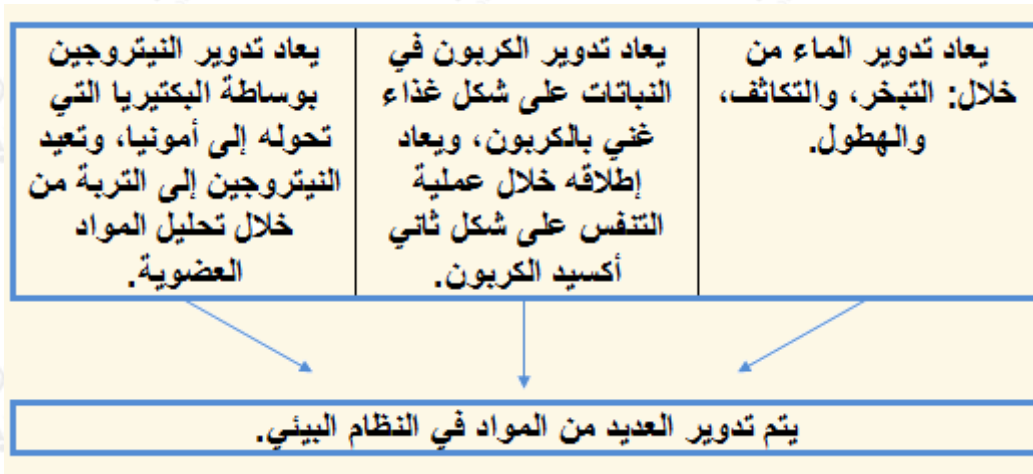 يعاد تدوير الماء من
خلال: التبخر، والتكاثف،
والهطول.
يعاد تدوير الكربون في
النباتات على شكل غذاء
غني بالكربون، ويعاد
إطلاقه خلال عملية
التنفس على شكل ثاني
أكسيد الكربون.
يعاد تدوير النيتروجين
بوساطة البكتيريا التي
تحوله إلى أمونيا، وتعيد
النيتروجين إلى التربة من
خلال تحليل المواد
العضوية.
يتم تدوير العديد من المواد في النظام البيئي.